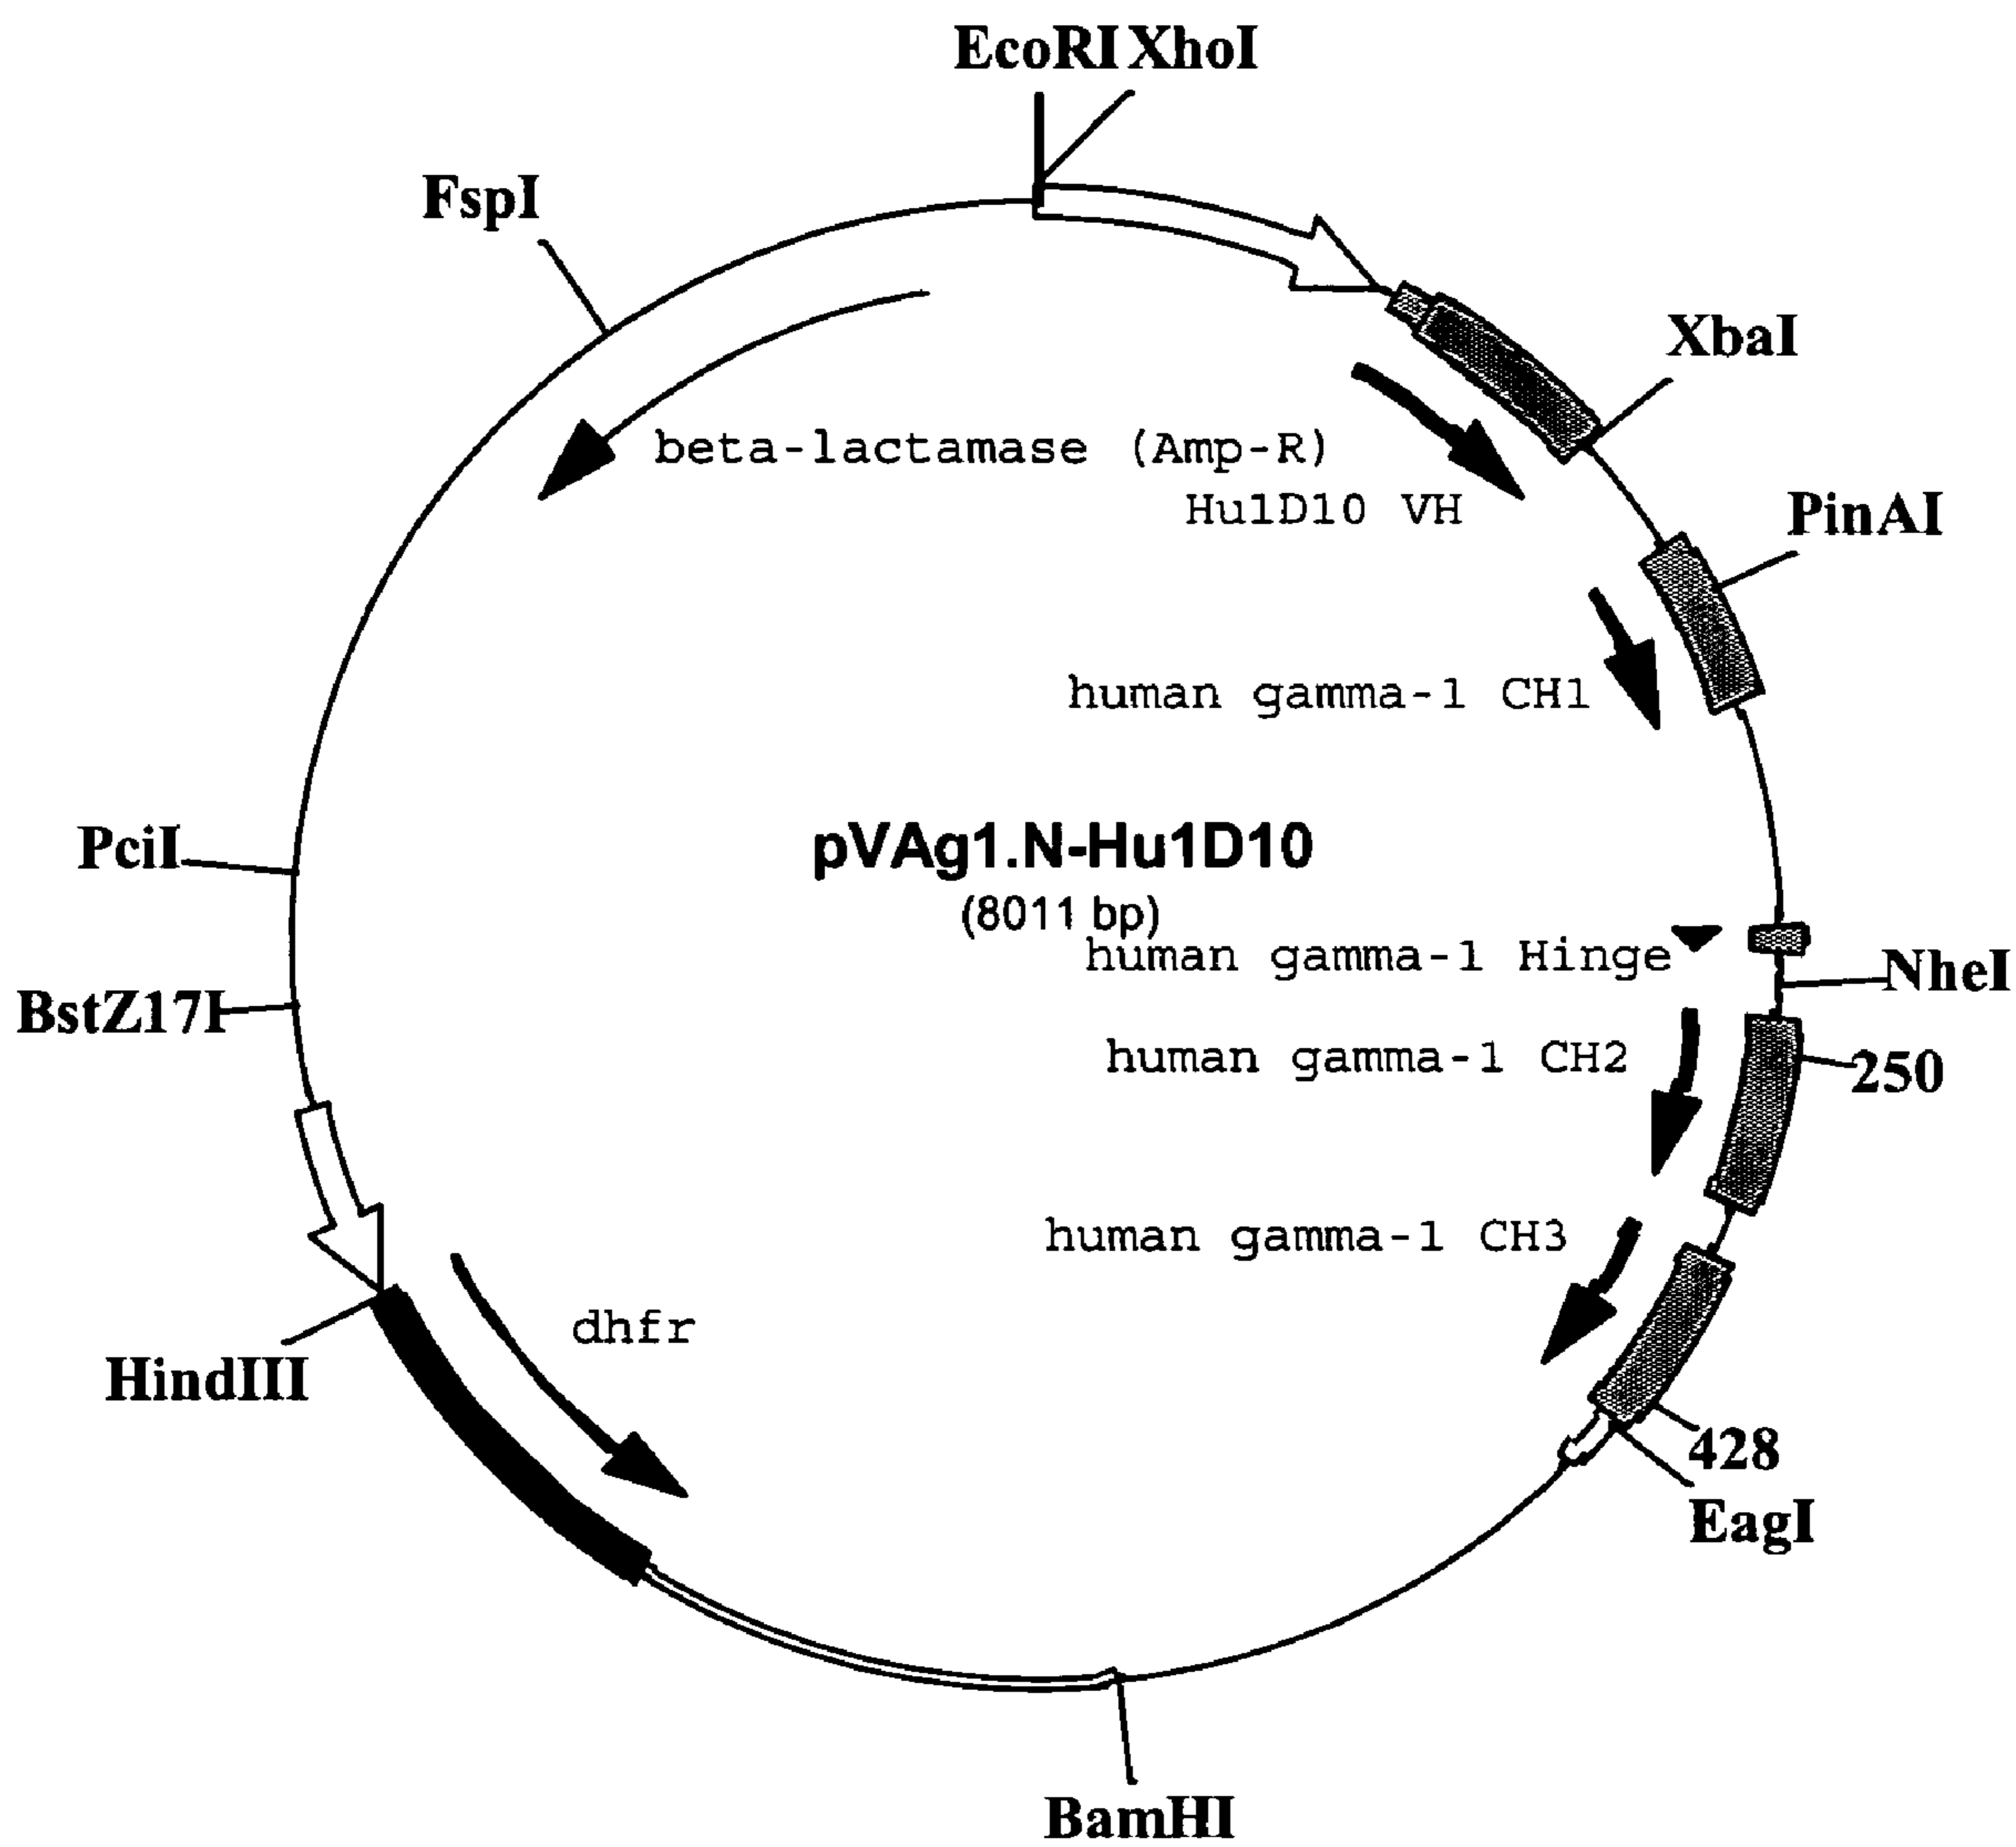 EcoRI XhoI
FspI
XbaI
beta-lactamase (Amp-R)
Hu1D10 VH
PinAI
human gamma-1 CH1
pVAg1.N-Hu1D10
(8011 bp)
PciI
human gamma-1 Hinge
NheI
BstZ17I
human gamma-1 CH2
250
human gamma-1 CH3
dhfr
HindIII
428
EagI
BamHI